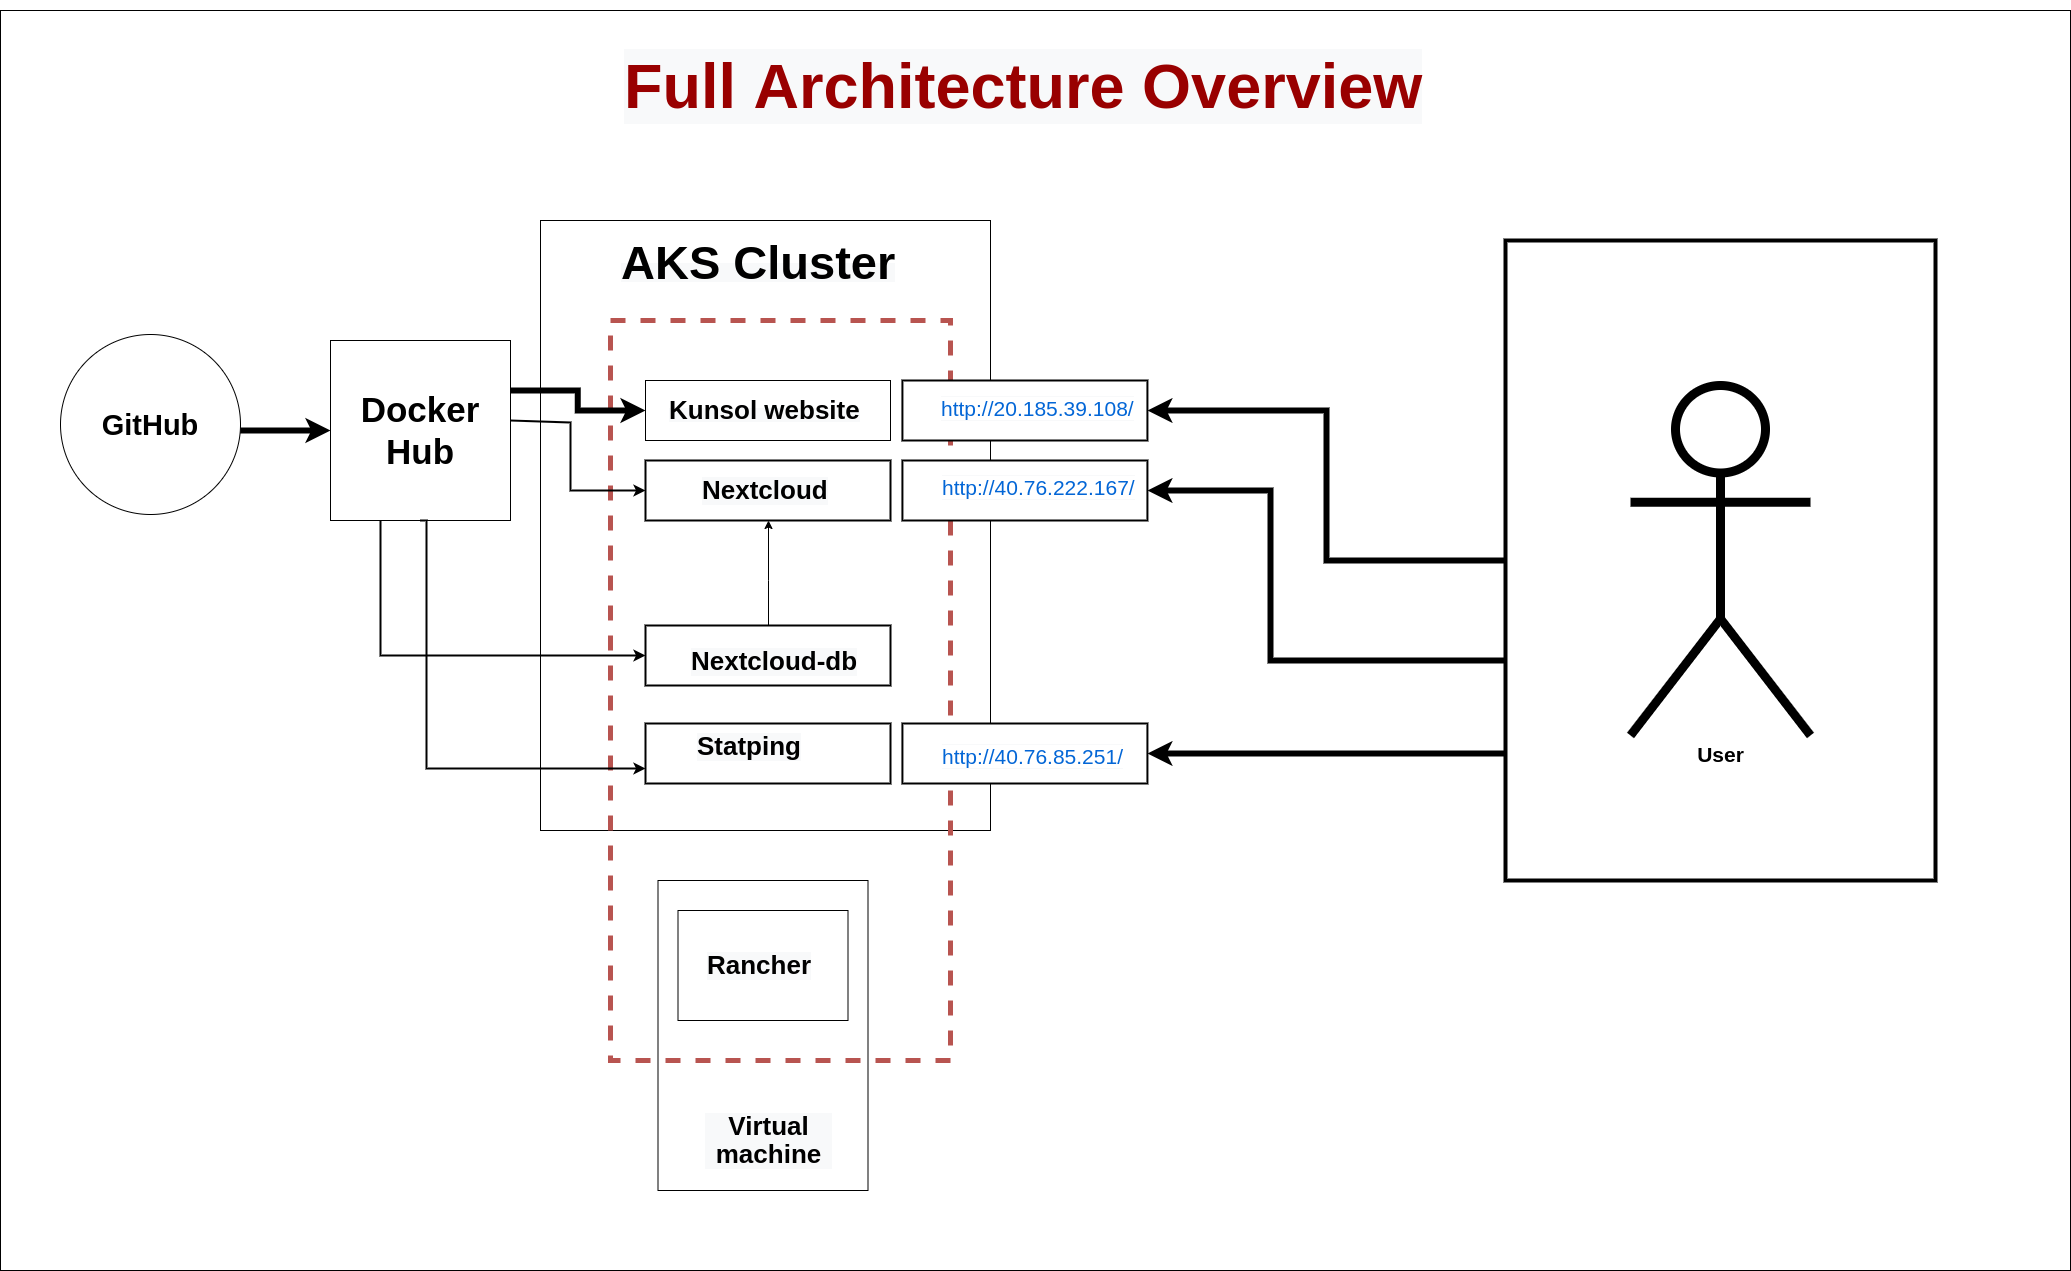 Full Architecture Overview
AKS Cluster
GitHub
Docker
Hub
Kunsol website
http://20.185.39.108/
Nextcloud
http://40.76.222.167/
Nextcloud-db
Statping
http://40.76.85.251/
User
Rancher
Virtual
machine